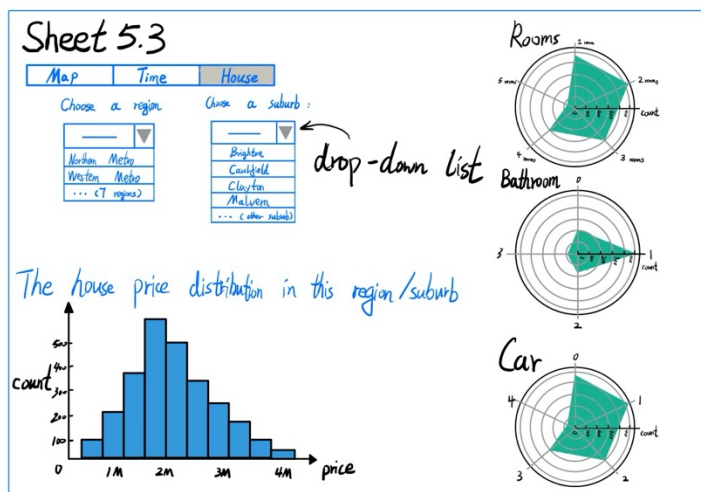 Sheet 5.3
Map Time House
Choose a region
Choose a suburb :
Northern Metro
Western Metro
... (7 regions)
Brighton
Caulfield
Clayton
Malvern
... (other suburb)
drop-down list
The house price distribution in this region/suburb
count
500
400
300
200
100
0 1M 2M 3M 4M price
Rooms
1 room
2 rooms
3 rooms
4 rooms
5 rooms
count
Bathroom
0
1
2
3
count
Car
0
1
2
3
4
count